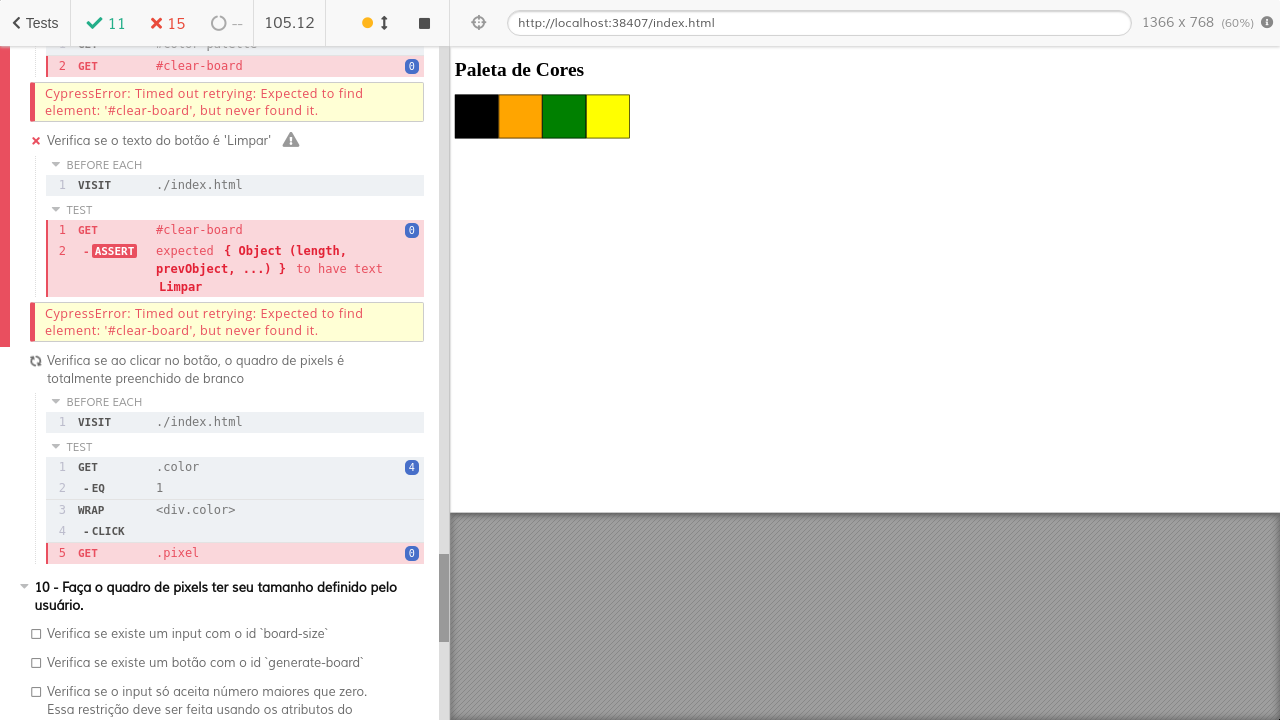 Tests 11 15 -- 105.12 http://localhost:38407/index.html 1366 x 768 (60%)
2 GET #clear-board 0
CypressError: Timed out retrying: Expected to find
element: '#clear-board', but never found it.
Verifica se o texto do botão é 'Limpar'
BEFORE EACH
1 VISIT ./index.html
TEST
1 GET #clear-board 0
2 -ASSERT expected { Object (length,
prevObject, ...) } to have text
Limpar
CypressError: Timed out retrying: Expected to find
element: '#clear-board', but never found it.
Verifica se ao clicar no botão, o quadro de pixels é
totalmente preenchido de branco
BEFORE EACH
1 VISIT ./index.html
TEST
1 GET .color 4
2 -EQ 1
3 WRAP <div.color>
4 -CLICK
5 GET .pixel 0
10 - Faça o quadro de pixels ter seu tamanho definido pelo
usuário.
Verifica se existe um input com o id `board-size`
Verifica se existe um botão com o id `generate-board`
Verifica se o input só aceita número maiores que zero.
Essa restrição deve ser feita usando os atributos do
Paleta de Cores